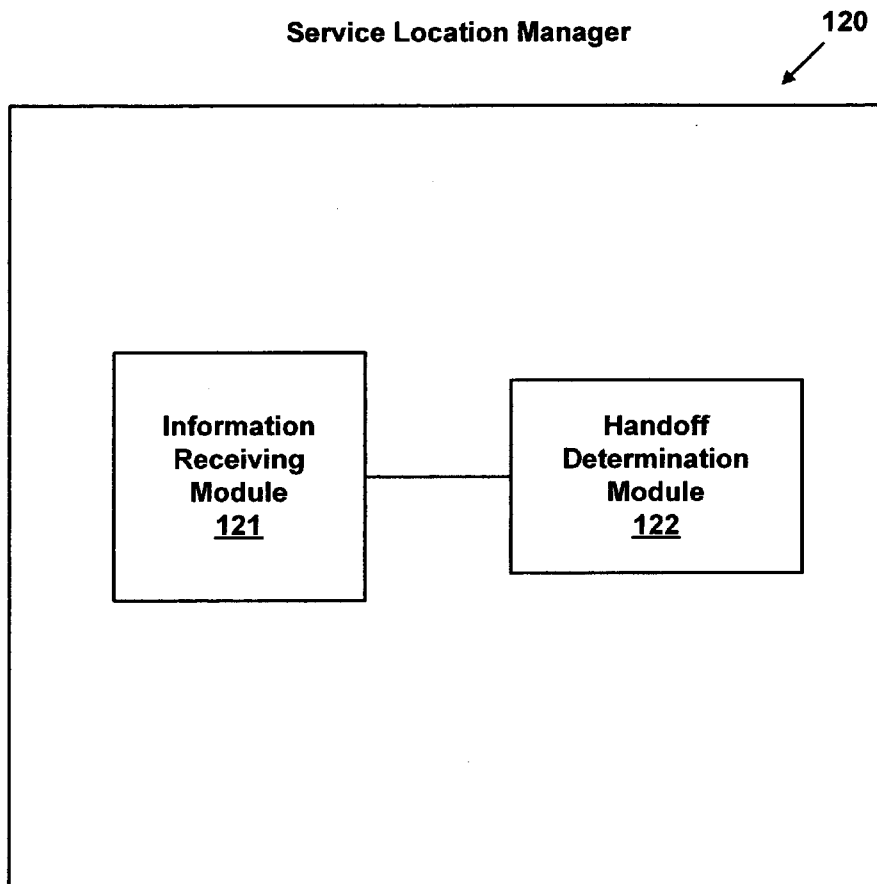 Service Location Manager
120
Information
Receiving
Module
121
Handoff
Determination
Module
122